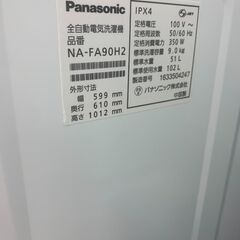 Panasonic
全自動電気洗濯機
品番
NA-FA90H2
外形寸法
幅 599 mm
奥行 610 mm
高さ 1012 mm
IPX4
JET
定格電圧 100 V~
定格周波数 50/60 Hz
定格消費電力 350 W
標準洗濯容量 9.0 kg
標準水量 51 L
標準使用水量 102 L
製造番号 1633504247
パナソニック株式会社
中国製